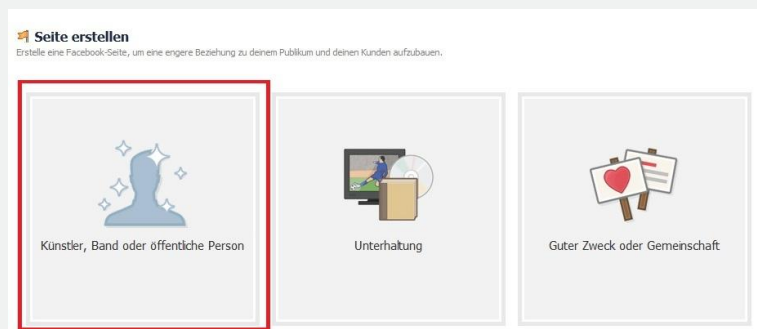 Seite erstellen
Erstelle eine Facebook-Seite, um eine engere Beziehung zu deinem Publikum und deinen Kunden aufzubauen.
Künstler, Band oder öffentliche Person
Unterhaltung
Guter Zweck oder Gemeinschaft